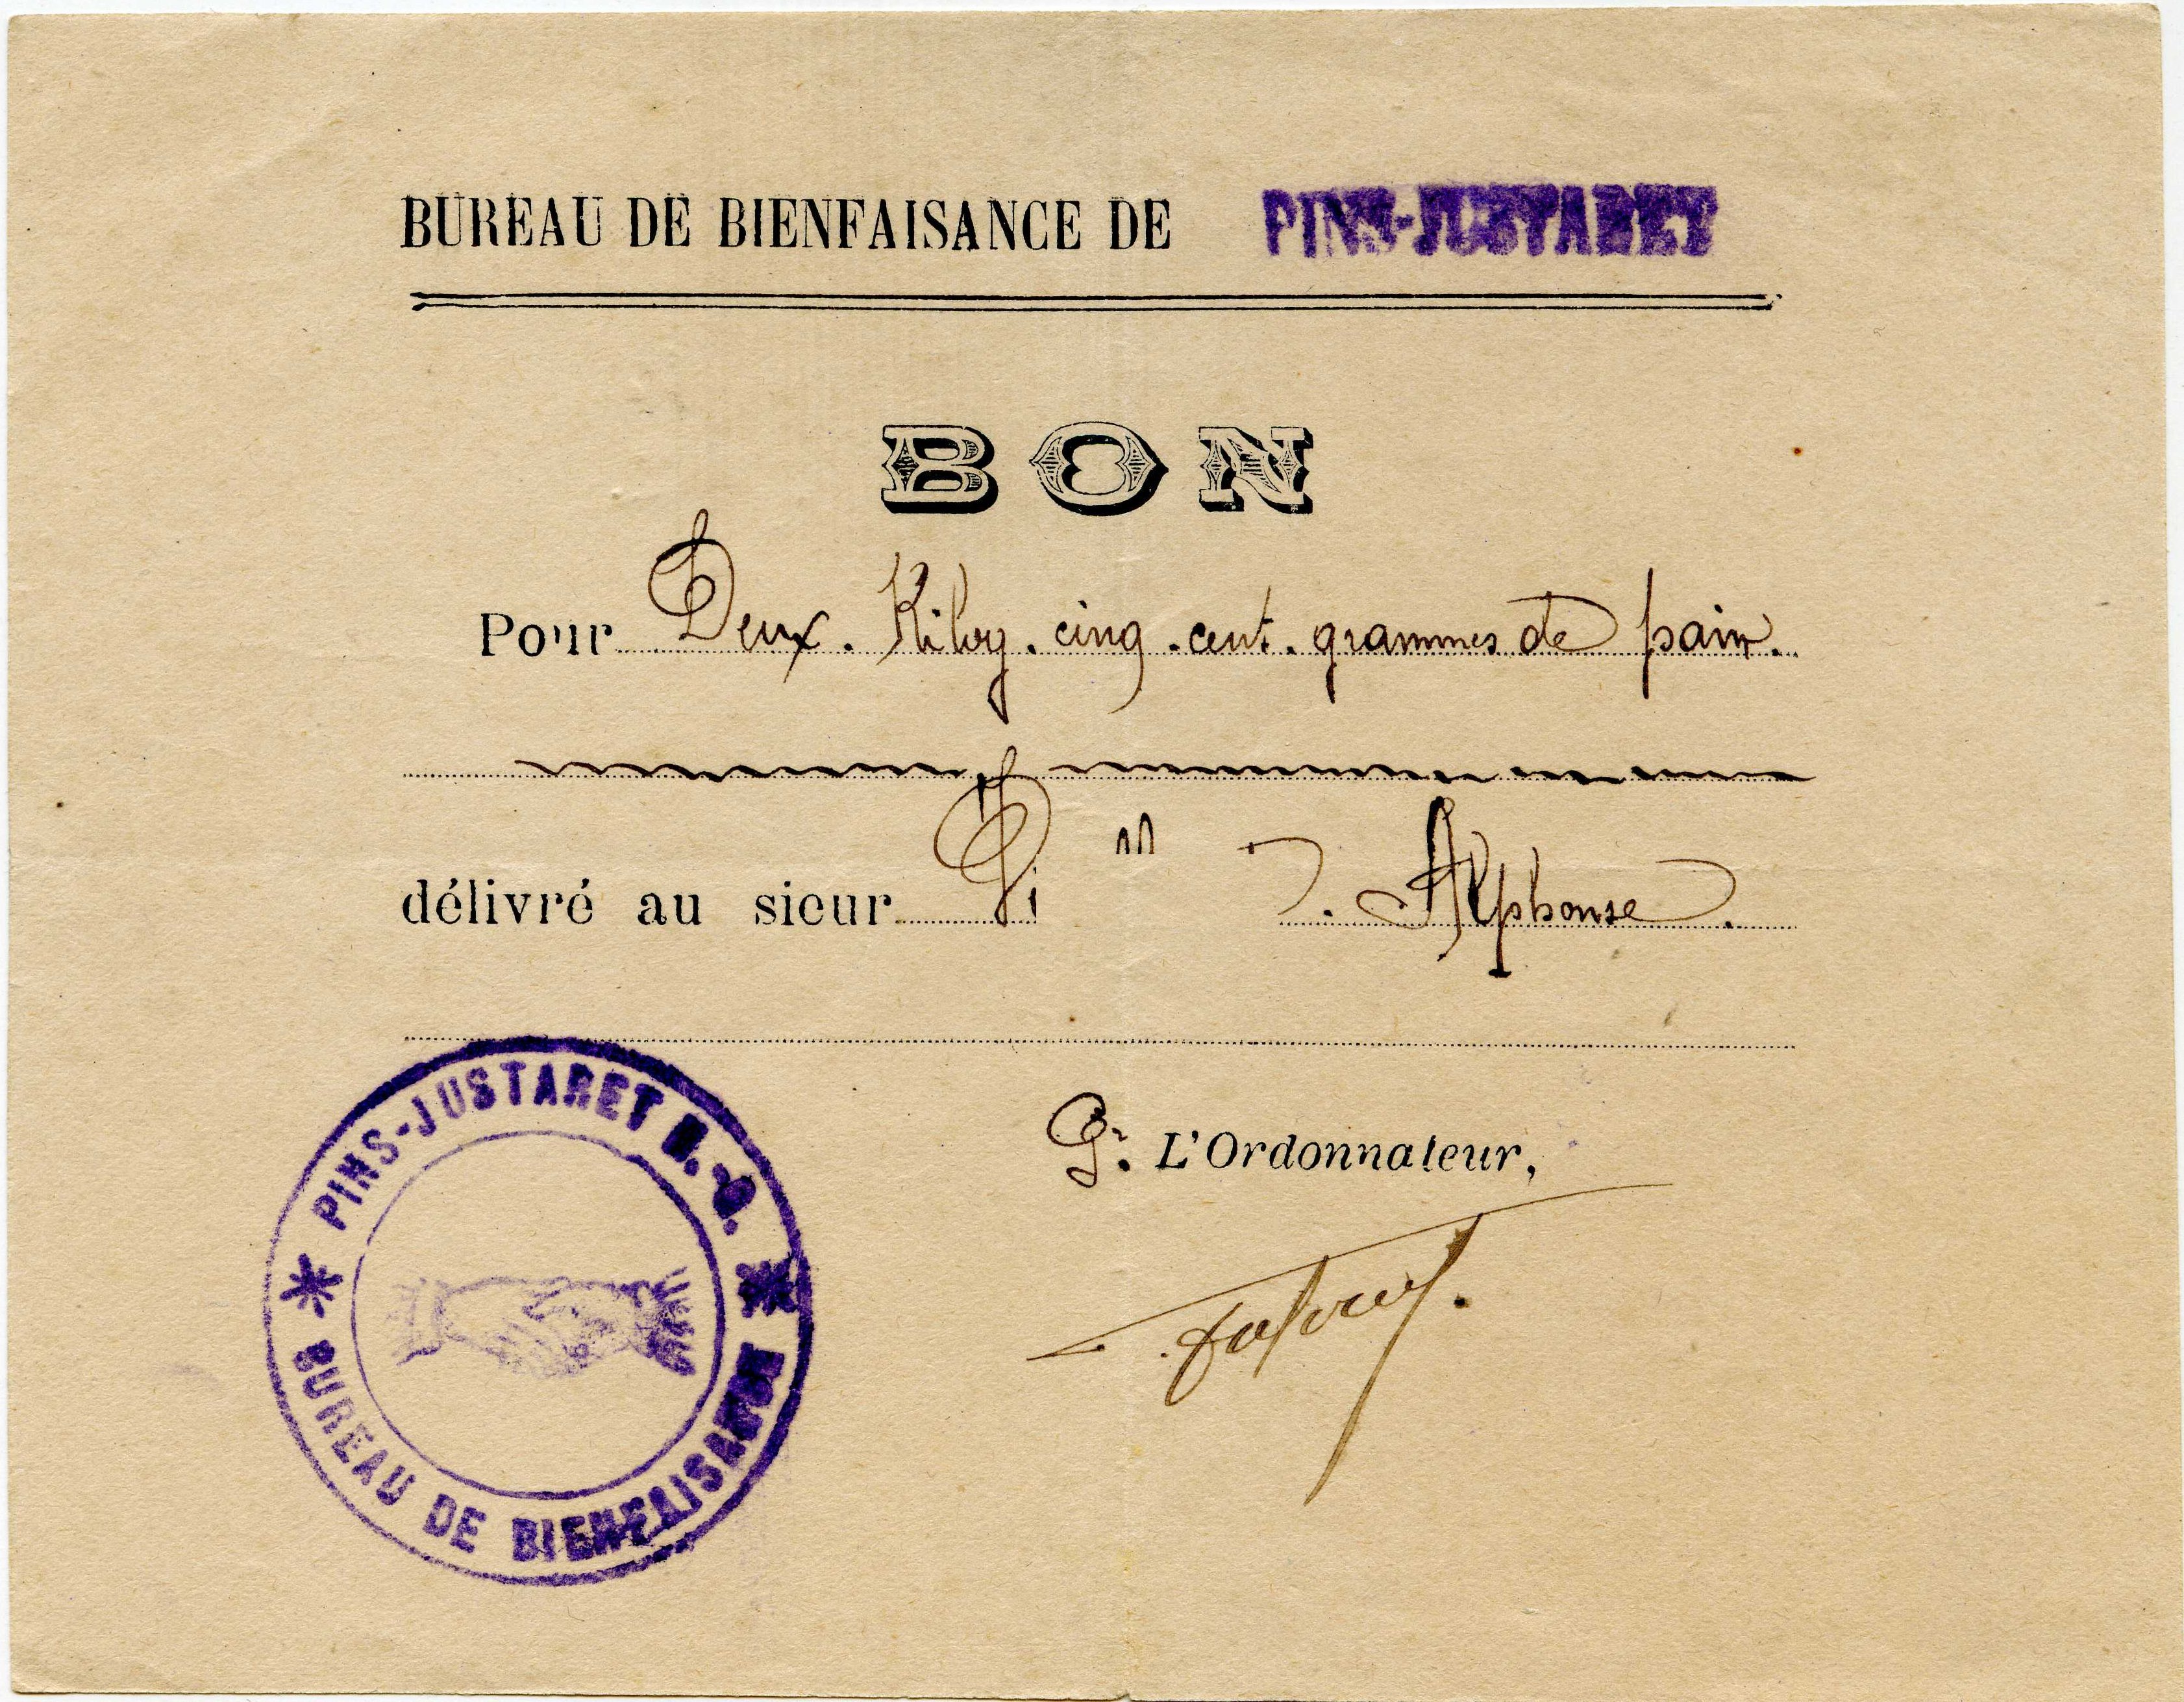 BUREAU DE BIENFAISANCE DE PINS-JUSTARET
BON
Pour Deux. Kilog. cinq. cent. grammes de pain.
délivré au sieur Alphonse.
Pr. L'Ordonnateur,
PINS-JUSTARET H.-G.
BUREAU DE BIENFAISANCE